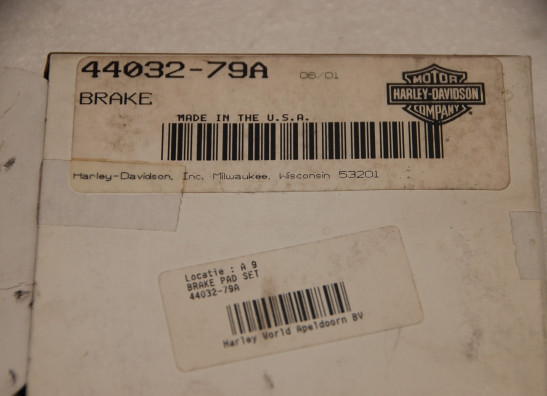 44032-79A 06/01
BRAKE
MOTOR
HARLEY-DAVIDSON
COMPANY
MADE IN THE U.S.A.
Harley-Davidson, Inc, Milwaukee, Wisconsin 53201
Locatie : A 9
BRAKE PAD SET
44032-79A
Harley World Apeldoorn BV